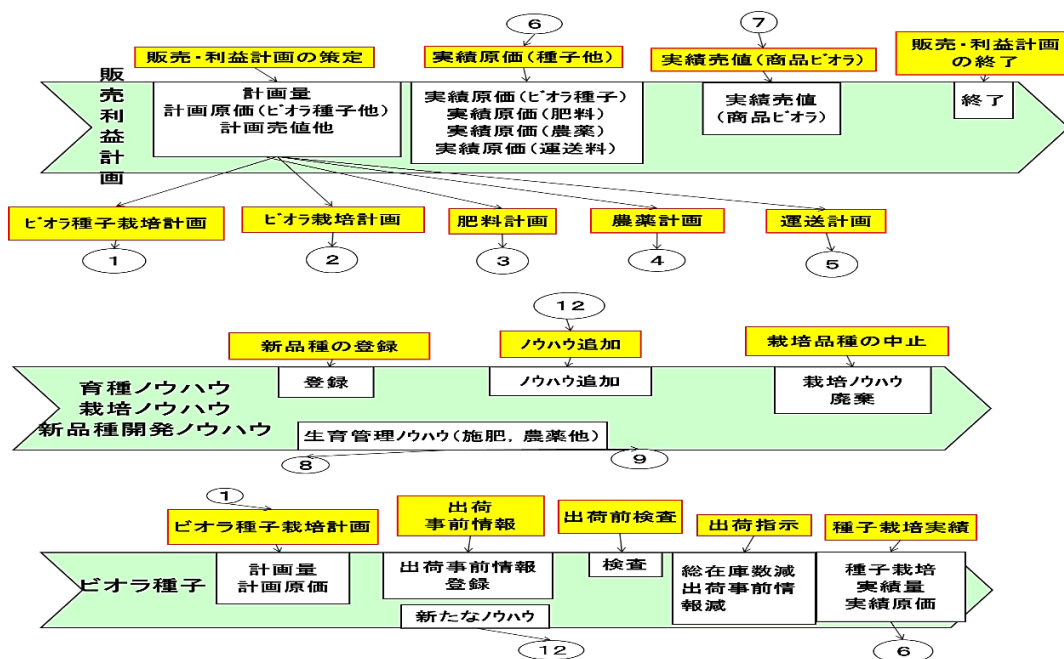 ⑥
⑦
販売・利益計画の策定
実績原価(種子他)
実績売値(商品ﾋﾞｵﾗ)
販売・利益計画
の終了
販売利益計画
計画量
計画原価(ﾋﾞｵﾗ種子他)
計画売値他
実績原価(ﾋﾞｵﾗ種子)
実績原価(肥料)
実績原価(農薬)
実績原価(運送料)
実績売値
(商品ﾋﾞｵﾗ)
終了
ﾋﾞｵﾗ種子栽培計画
ﾋﾞｵﾗ栽培計画
肥料計画
農薬計画
運送計画
1
2
3
4
5
12
新品種の登録
ﾉｳﾊｳ追加
栽培品種の中止
育種ノウハウ
栽培ノウハウ
新品種開発ノウハウ
登録
ﾉｳﾊｳ追加
栽培ﾉｳﾊｳ
廃棄
生育管理ﾉｳﾊｳ(施肥,農薬他)
8
9
1
ビオラ種子栽培計画
出荷
事前情報
出荷前検査
出荷指示
種子栽培実績
ビオラ種子
計画量
計画原価
出荷事前情報
登録
検査
総在庫数減
出荷事前情
報減
種子栽培
実績量
実績原価
新たなﾉｳﾊｳ
12
6